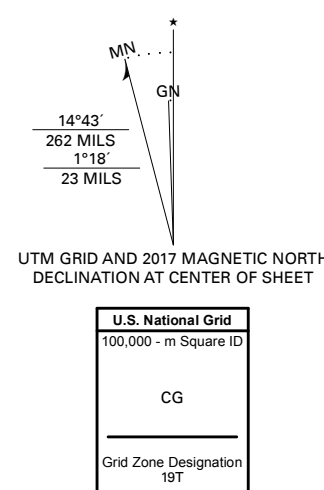 ★
MN
GN
14°43´
262 MILS
1°18´
23 MILS
UTM GRID AND 2017 MAGNETIC NORTH
DECLINATION AT CENTER OF SHEET
U.S. National Grid
100,000 - m Square ID
CG
Grid Zone Designation
19T